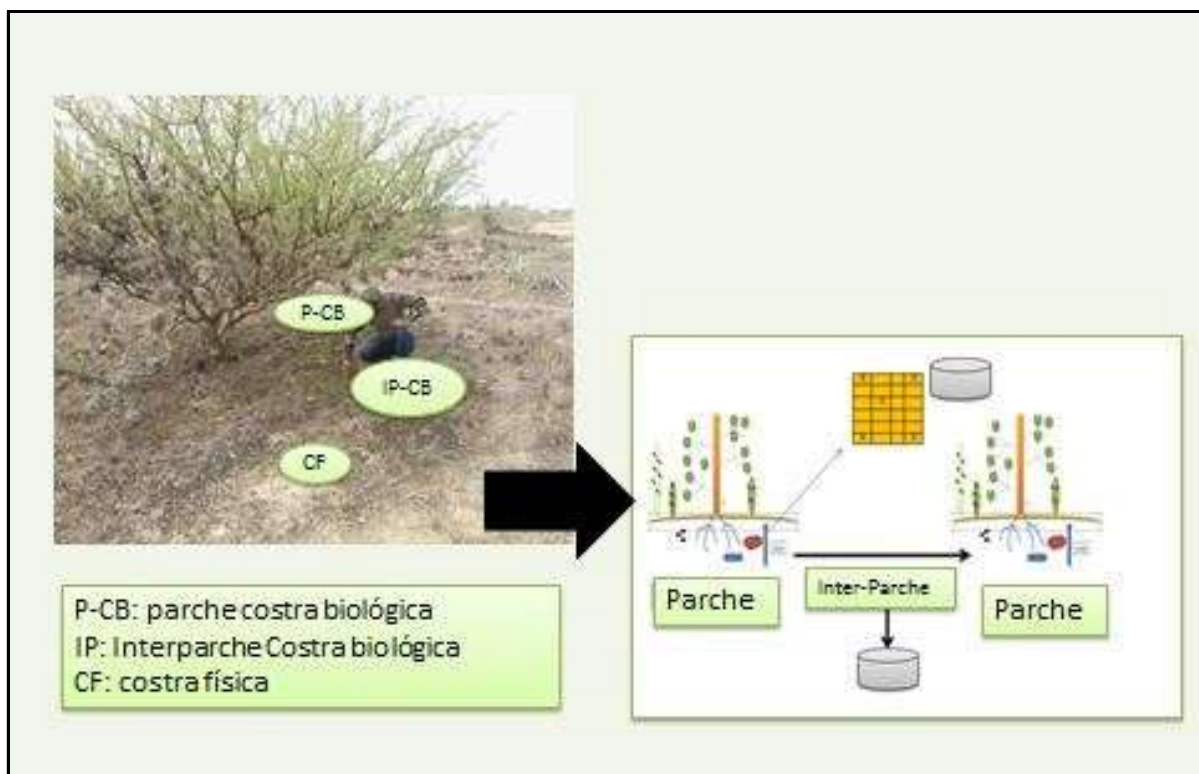 P-CB
IP-CB
CF
P-CB: parche costra biológica
IP: Interparche Costra biológica
CF: costra física
Parche
Inter-Parche
Parche